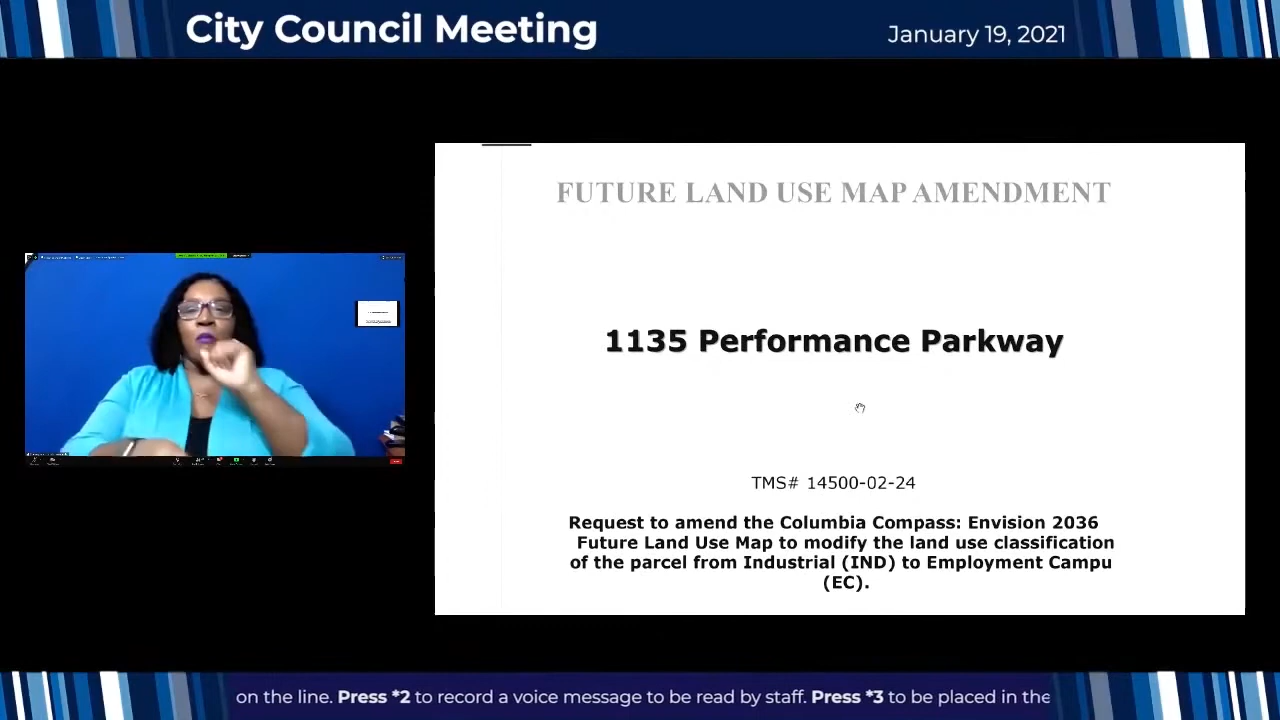 City Council Meeting
January 19, 2021
FUTURE LAND USE MAP AMENDMENT
1135 Performance Parkway
TMS# 14500-02-24
Request to amend the Columbia Compass: Envision 2036
Future Land Use Map to modify the land use classification
of the parcel from Industrial (IND) to Employment Campu
(EC).
on the line. Press *2 to record a voice message to be read by staff. Press *3 to be placed in the